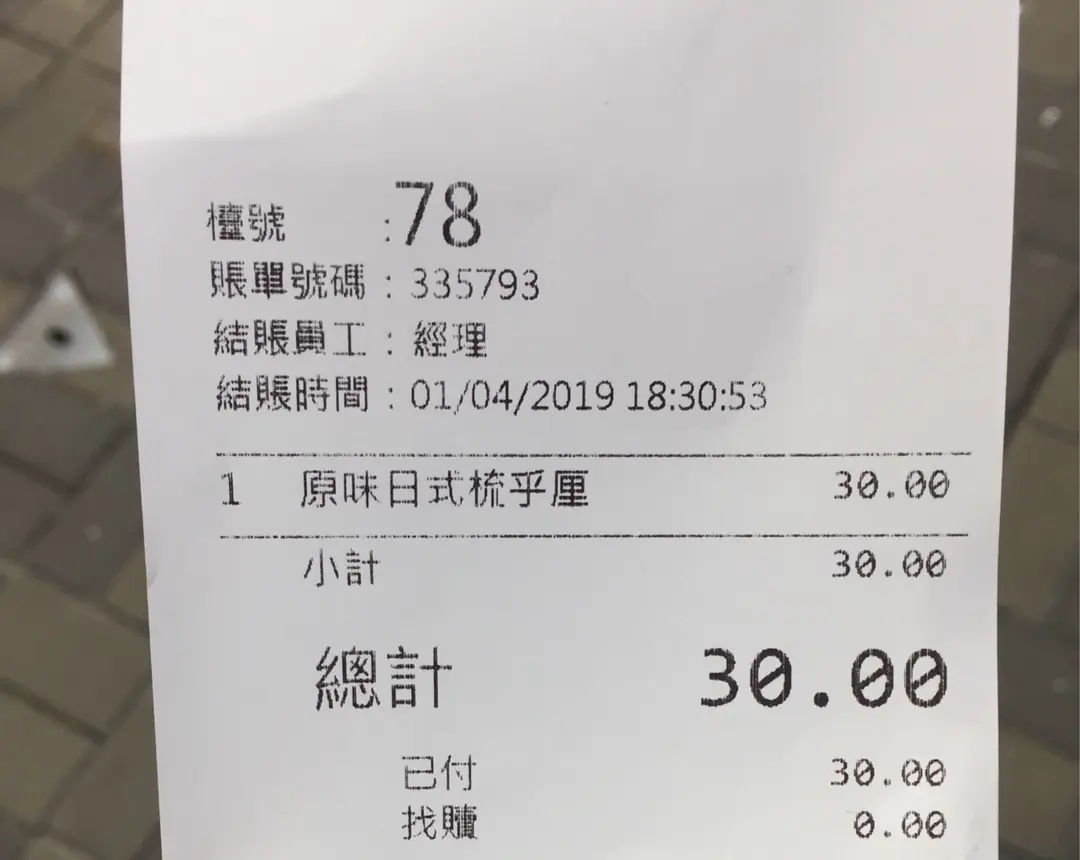 檯號 :78
賬單號碼 : 335793
結賬員工 : 經理
結賬時間 : 01/04/2019 18:30:53
1 原味日式梳乎厘 30.00
小計 30.00
總計 30.00
已付 30.00
找贖 0.00